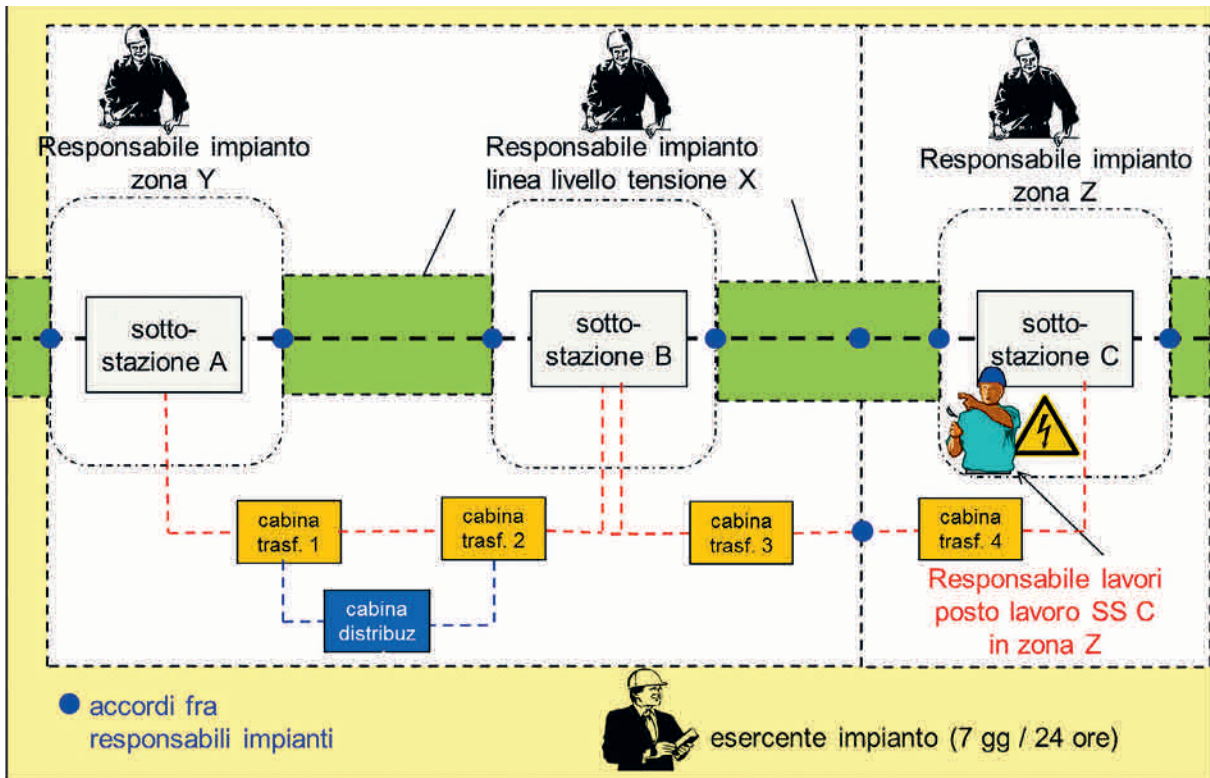 Responsabile impianto
zona Y
Responsabile impianto
linea livello tensione X
Responsabile impianto
zona Z
sotto-
stazione A
sotto-
stazione B
sotto-
stazione C
cabina
trasf. 1
cabina
trasf. 2
cabina
trasf. 3
cabina
trasf. 4
cabina
distribuz
Responsabile lavori
posto lavoro SS C
in zona Z
accordi fra
responsabili impianti
esercente impianto (7 gg / 24 ore)